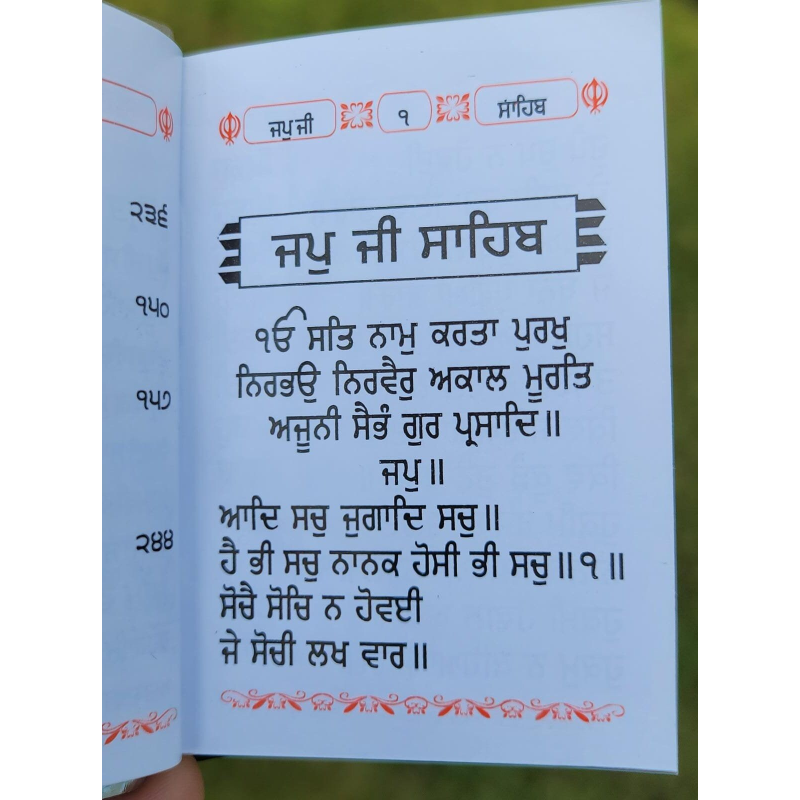 ੨੩੬
੧੫੦
੧੫੭
੨੪੪
ਜਪੁ ਜੀ
੧
ਸਾਹਿਬ
ਜਪੁ ਜੀ ਸਾਹਿਬ
ੴ ਸਤਿ ਨਾਮੁ ਕਰਤਾ ਪੁਰਖੁ
ਨਿਰਭਉ ਨਿਰਵੈਰੁ ਅਕਾਲ ਮੂਰਤਿ
ਅਜੂਨੀ ਸੈਭੰ ਗੁਰ ਪ੍ਰਸਾਦਿ॥
ਜਪੁ॥
ਆਦਿ ਸਚੁ ਜੁਗਾਦਿ ਸਚੁ॥
ਹੈ ਭੀ ਸਚੁ ਨਾਨਕ ਹੋਸੀ ਭੀ ਸਚੁ॥੧॥
ਸੋਚੈ ਸੋਚਿ ਨ ਹੋਵਈ
ਜੇ ਸੋਚੀ ਲਖ ਵਾਰ॥